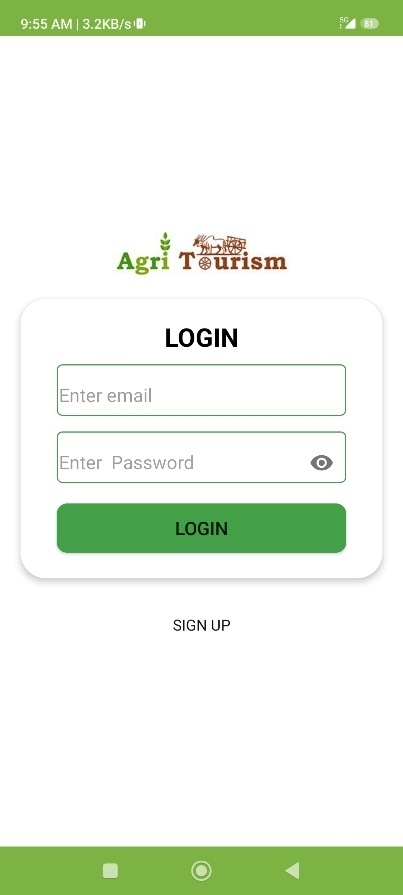 9:55 AM | 3.2KB/s
5G
81
Agri Tourism
LOGIN
Enter email
Enter  Password
LOGIN
SIGN UP